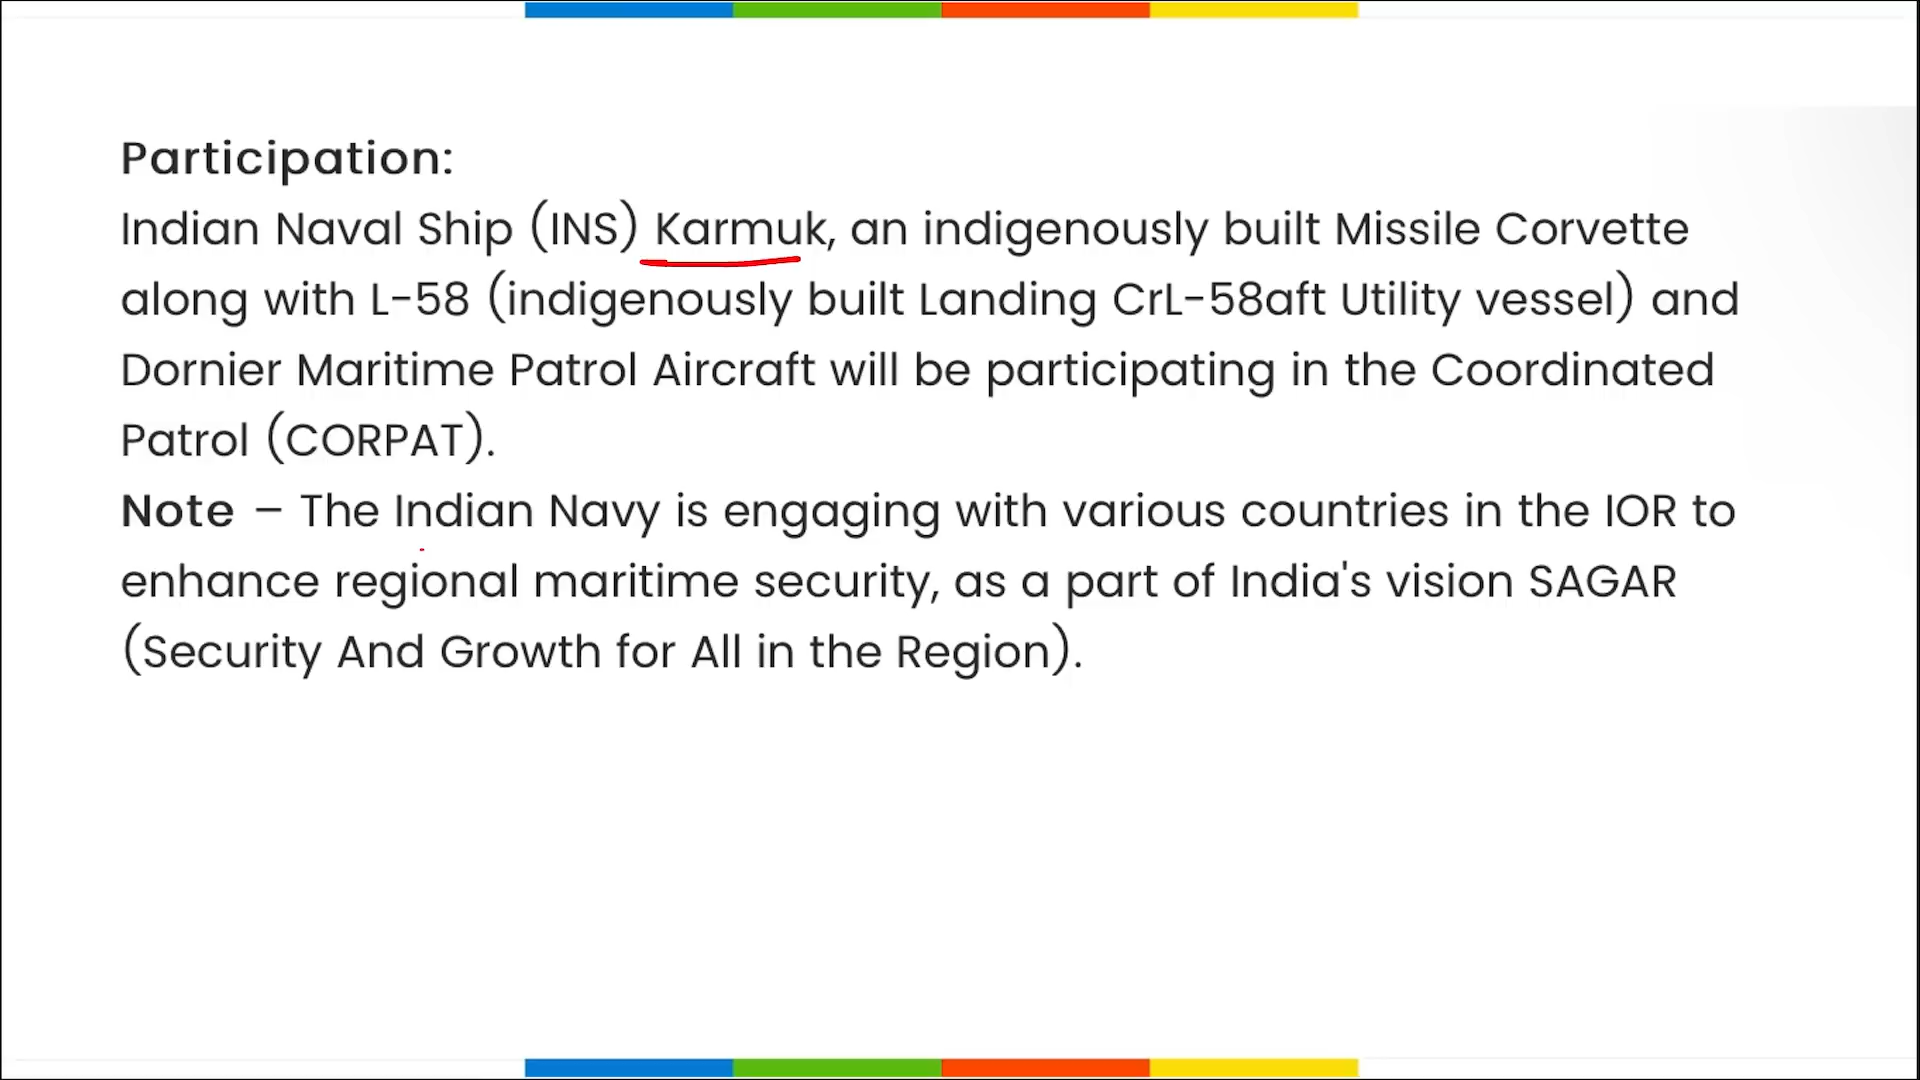 Participation:
Indian Naval Ship (INS) Karmuk, an indigenously built Missile Corvette
along with L-58 (indigenously built Landing CrL-58aft Utility vessel) and
Dornier Maritime Patrol Aircraft will be participating in the Coordinated
Patrol (CORPAT).
Note – The Indian Navy is engaging with various countries in the IOR to
enhance regional maritime security, as a part of India's vision SAGAR
(Security And Growth for All in the Region).